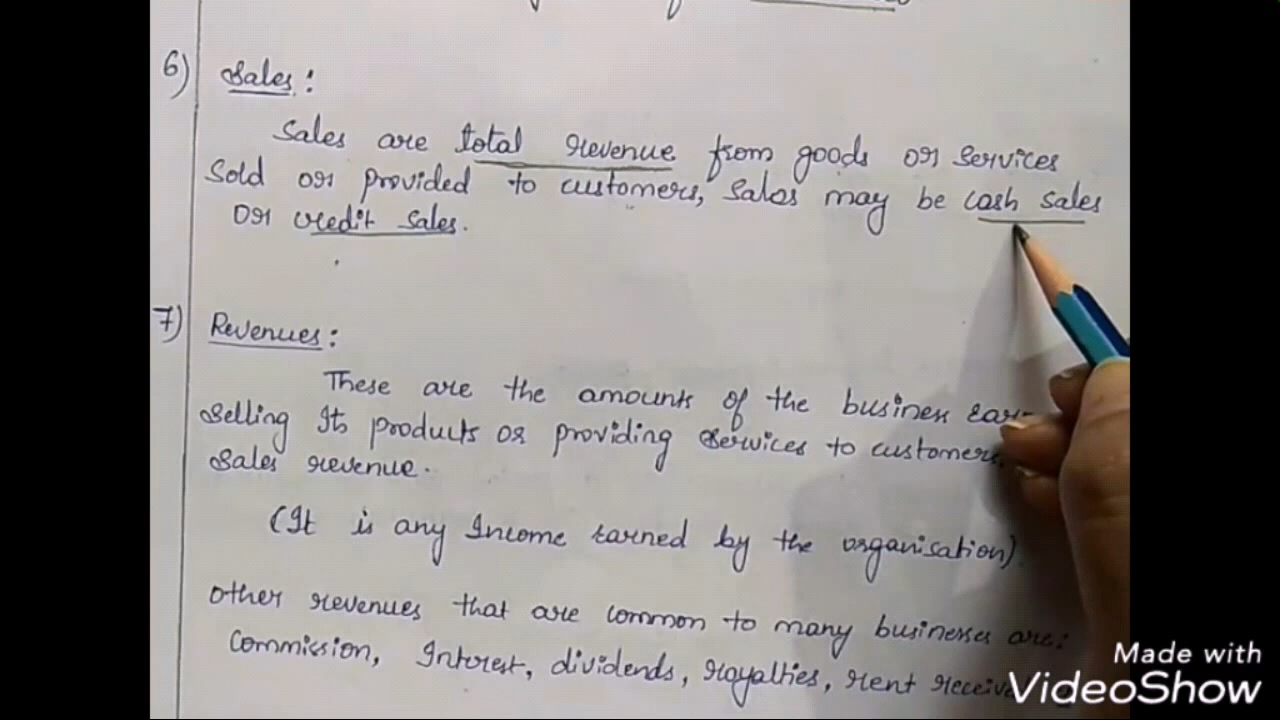 6) Sales:
Sales are total revenue from goods or services
Sold or provided to customers, Sales may be cash sales
or credit sales.
7) Revenues:
These are the amounts of the business
Selling Its products or providing services to customers
Sales revenue.
(It is any Income earned by the organisation).
Other revenues that are common to many businesses are:
Commission, Interest, dividends, royalties, rent
Made with
VideoShow